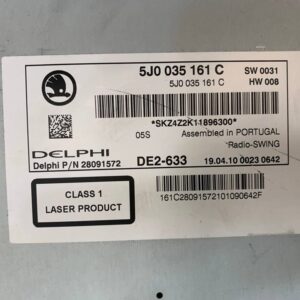 5J0 035 161 C SW 0031
5J0 035 161 C HW 008
*SKZ4Z2K11896300*
05S Assembled in PORTUGAL
DELPHI "Radio-SWING
Delphi P/N 28091572 DE2-633 19.04.10 0023 0642
CLASS 1
LASER PRODUCT
161C28091572101090642F